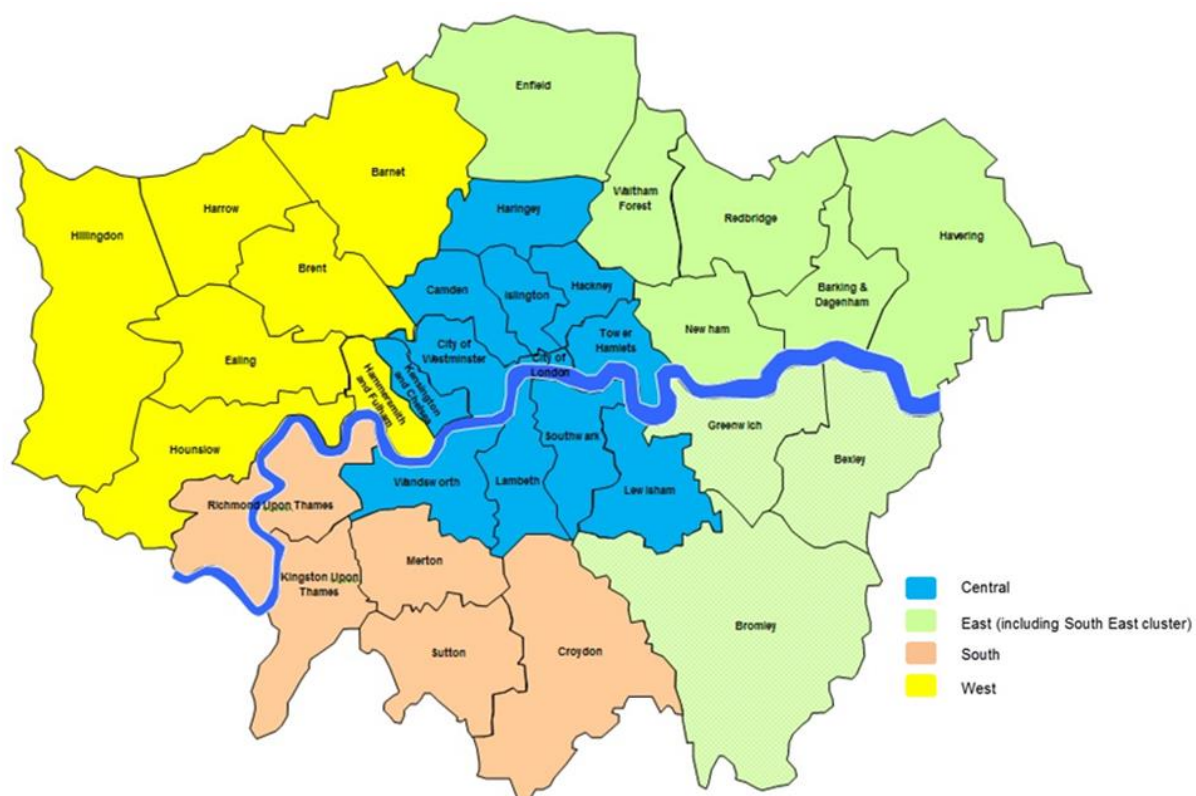 Enfield
Barnet
Harrow
Hillingdon
Brent
Haringey
Waltham
Forest
Redbridge
Havering
Camden
Islington
Hackney
Barking &
Dagenham
Newham
Tower
Hamlets
City of
Westminster
City of
London
Ealing
Hammersmith
and Fulham
Kensington
and Chelsea
Hounslow
Greenwich
Bexley
Southwark
Wandsworth
Lambeth
Lewisham
Richmond Upon Thames
Merton
Kingston Upon
Thames
Sutton
Croydon
Bromley
Central
East (including South East cluster)
South
West